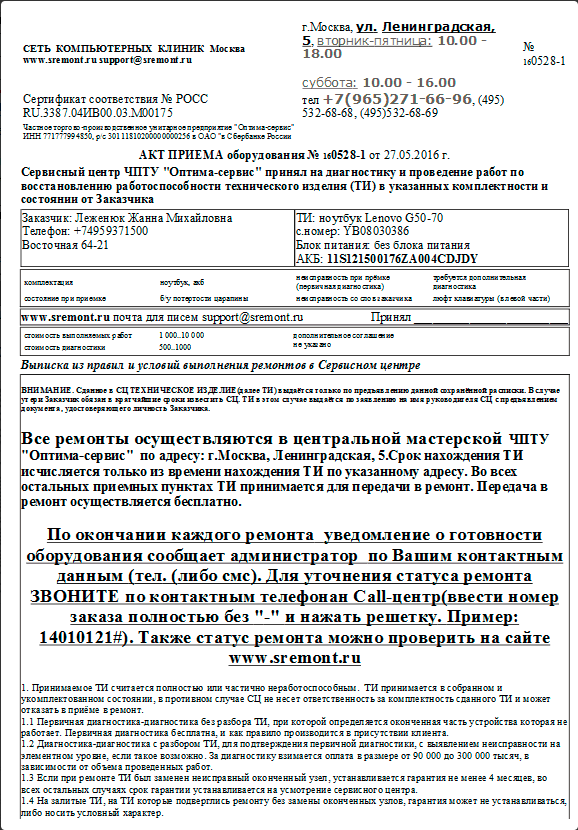 г.Москва, ул. Ленинградская,
5, вторник-пятница: 10.00 -
18.00
СЕТЬ КОМПЬЮТЕРНЫХ КЛИНИК Москва
www.sremont.ru support@sremont.ru
№
160528-1
суббота: 10.00 - 16.00
тел +7(965)271-66-96, (495)
532-68-68, (495)532-68-69
Сертификат соответствия № РОСС
RU.3387.04ИВ00.03.М00175
Частное торгово-производственное унитарное предприятие "Оптима-сервис"
ИНН 771777994850, р/с 30111810200000000256 в ОАО "в Сбербанке России
АКТ ПРИЕМА оборудования № 160528-1 от 27.05.2016 г.
Сервисный центр ЧПТУ "Оптима-сервис" принял на диагностику и проведение работ по
восстановлению работоспособности технического изделия (ТИ) в указанных комплектности и
состоянии от Заказчика
Заказчик: Леженюк Жанна Михайловна
Телефон: +74959371500
Восточная 64-21
ТИ: ноутбук Lenovo G50-70
с.номер: YB08030386
Блок питания: без блока питания
АКБ: 11S121500176ZA004CDJDY
комплектация
ноутбук, акб
неисправность при приёмке
(первичная диагностика)
требуется дополнительная
диагностика
состояние при приемке
б/у потертости царапины
неисправность со слов заказчика
люфт клавиатуры (в левой части)
www.sremont.ru почта для писем support@sremont.ru Принял
стоимость выполняемых работ
1 000..10 000
дополнительное соглашение
не указано
стоимость диагностики
500..1000
Выписка из правил и условий выполнения ремонтов в Сервисном центре
ВНИМАНИЕ. Сданное в СЦ ТЕХНИЧЕСКОЕ ИЗДЕЛИЕ (далее ТИ) выдаётся только по предъявлению данной сохранённой расписки. В случае
утери Заказчик обязан в кратчайшие сроки известить СЦ. ТИ в этом случае выдаётся по заявлению на имя руководителя СЦ с предъявлением
документа, удостоверяющего личность Заказчика.
Все ремонты осуществляются в центральной мастерской ЧПТУ
"Оптима-сервис" по адресу: г.Москва, Ленинградская, 5.Срок нахождения ТИ
исчисляется только из времени нахождения ТИ по указанному адресу. Во всех
остальных приемных пунктах ТИ принимается для передачи в ремонт. Передача в
ремонт осуществляется бесплатно.
По окончании каждого ремонта уведомление о готовности
оборудования сообщает администратор по Вашим контактным
данным (тел. (либо смс). Для уточнения статуса ремонта
ЗВОНИТЕ по контактным телефонам Call-центр(ввести номер
заказа полностью без "-" и нажать решетку. Пример:
14010121#). Также статус ремонта можно проверить на сайте
www.sremont.ru
1. Принимаемое ТИ считается полностью или частично неработоспособным. ТИ принимается в собранном и
укомплектованном состоянии, в противном случае СЦ не несет ответственность за комплектность сданного ТИ и может
отказать в приёме в ремонт.
1.1 Первичная диагностика-диагностика без разбора ТИ, при которой определяется оконченная часть устройства которая не
работает. Первичная диагностика бесплатна, и как правило производится в присутствии клиента.
1.2 Диагностика-диагностика с разбором ТИ, для подтверждения первичной диагностики, с выявлением неисправности на
элементном уровне, если такое возможно. За диагностику взимается оплата в размере от 90 000 до 300 000 тысяч, в
зависимости от объема проведенных работ.
1.3 Если при ремонте ТИ был заменен неисправный оконченный узел, устанавливается гарантия не менее 4 месяцев, во
всех остальных случаях срок гарантии устанавливается на усмотрение сервисного центра.
1.4 На залитые ТИ, на ТИ которые подверглись ремонту без замены оконченных узлов, гарантия может не устанавливаться,
либо носить условный характер.